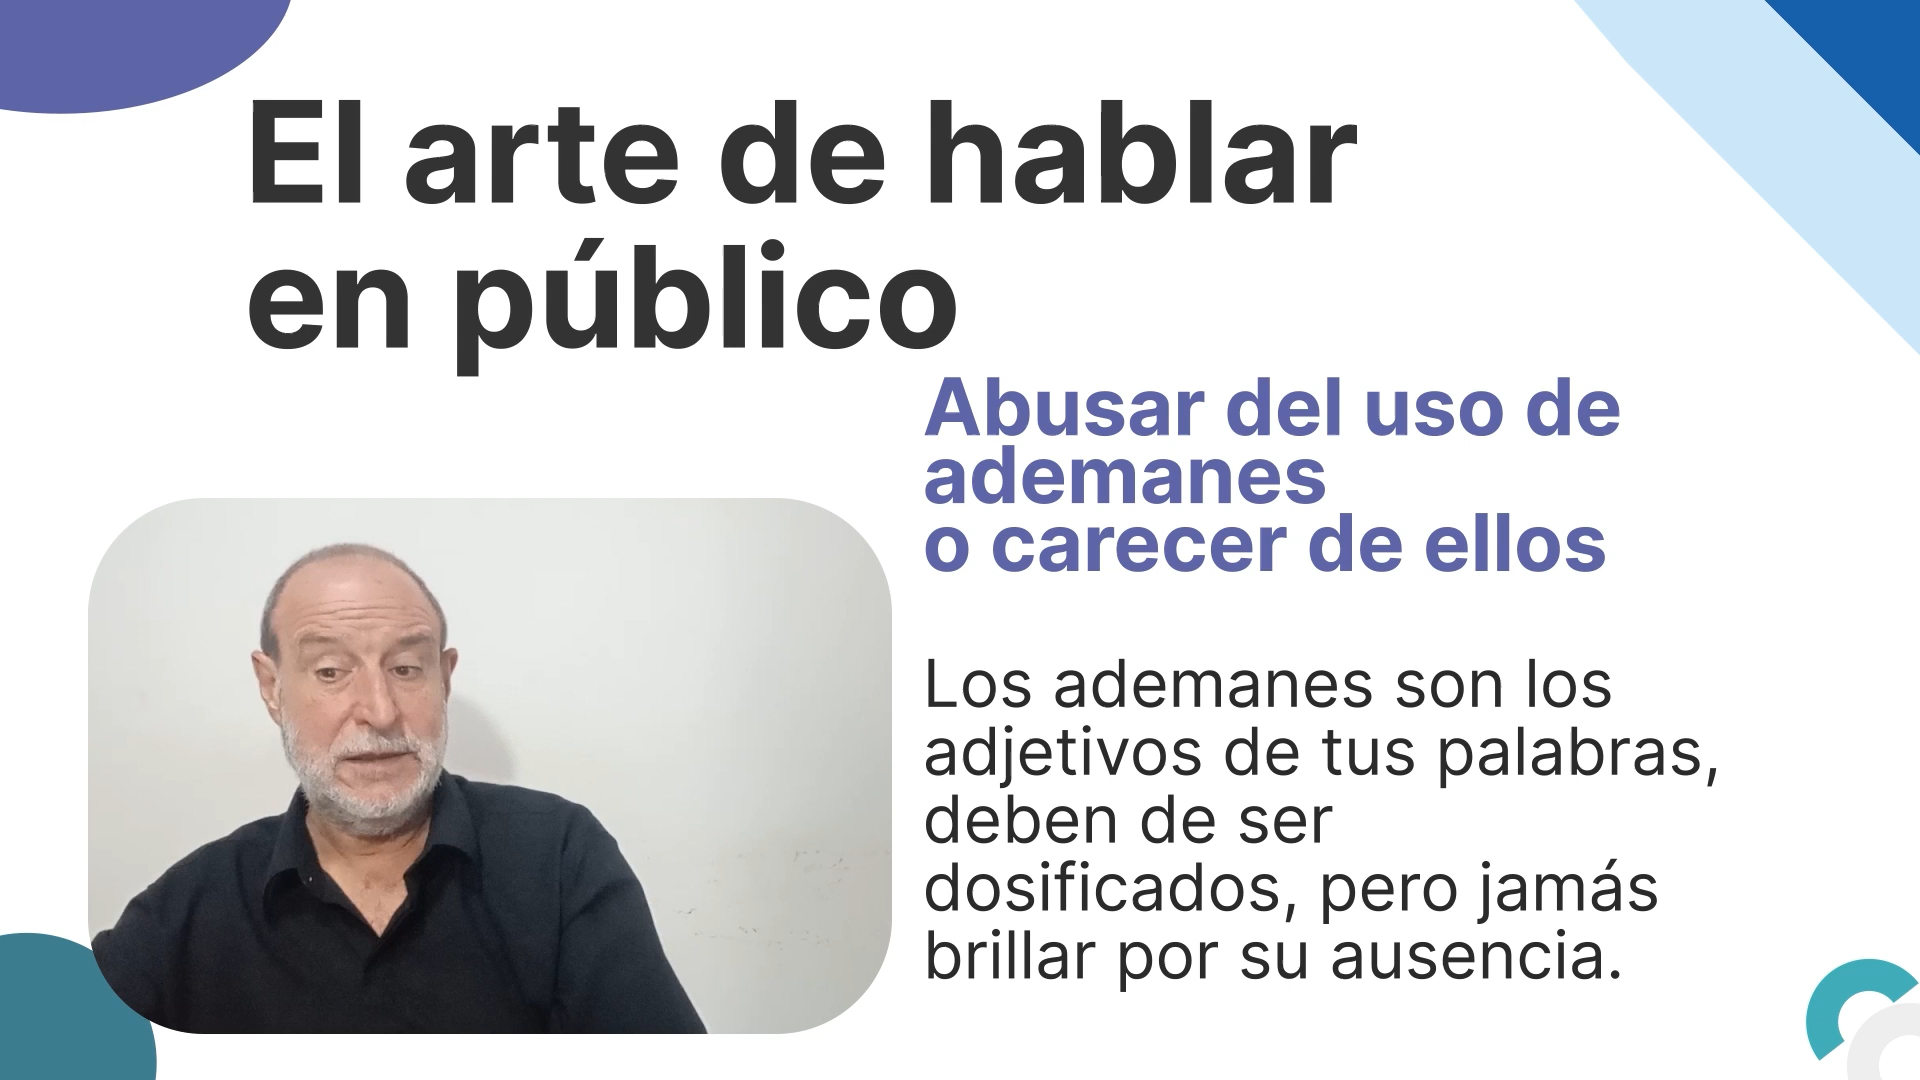 El arte de hablar
en público
Abusar del uso de
ademanes
o carecer de ellos
Los ademanes son los
adjetivos de tus palabras,
deben de ser
dosificados, pero jamás
brillar por su ausencia.